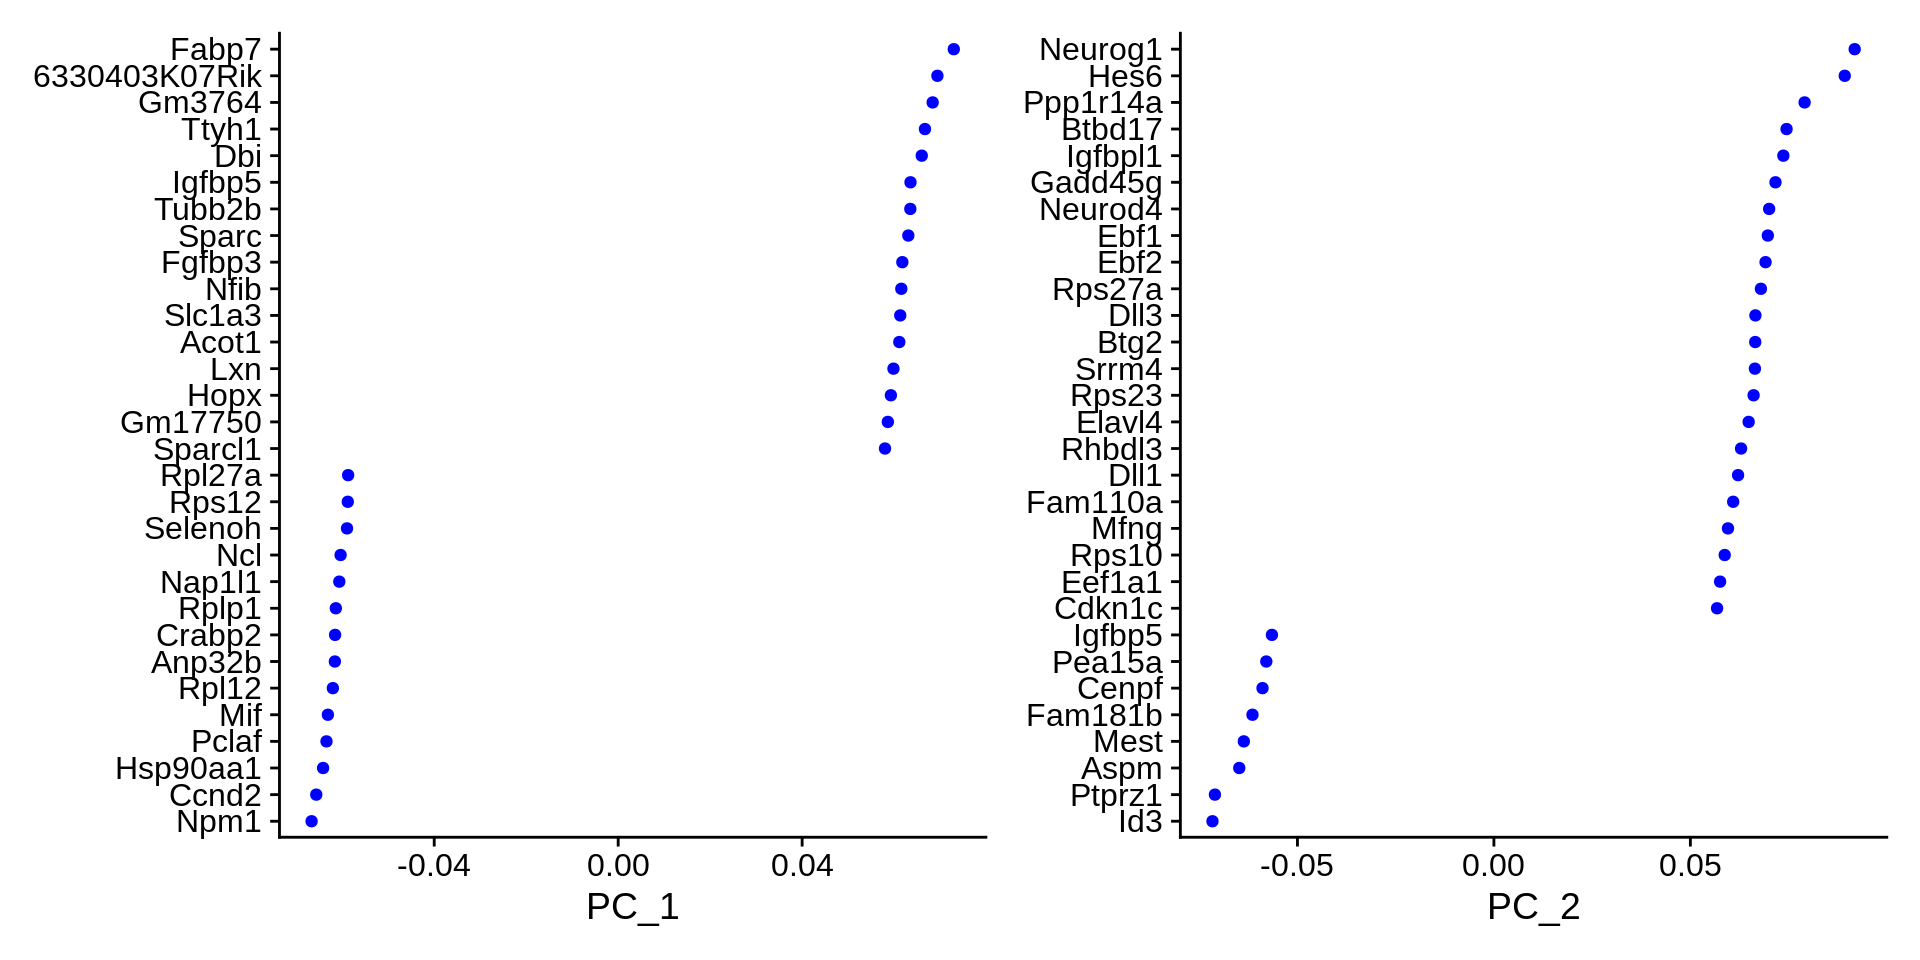 Fabp7
6330403K07Rik
Gm3764
Ttyh1
Dbi
Igfbp5
Tubb2b
Sparc
Fgfbp3
Nfib
Slc1a3
Acot1
Lxn
Hopx
Gm17750
Sparcl1
Rpl27a
Rps12
Selenoh
Ncl
Nap1l1
Rplp1
Crabp2
Anp32b
Rpl12
Mif
Pclaf
Hsp90aa1
Ccnd2
Npm1
-0.04 0.00 0.04
PC_1
Neurog1
Hes6
Ppp1r14a
Btbd17
Igfbpl1
Gadd45g
Neurod4
Ebf1
Ebf2
Rps27a
Dll3
Btg2
Srrm4
Rps23
Elavl4
Rhbdl3
Dll1
Fam110a
Mfng
Rps10
Eef1a1
Cdkn1c
Igfbp5
Pea15a
Cenpf
Fam181b
Mest
Aspm
Ptprz1
Id3
-0.05 0.00 0.05
PC_2